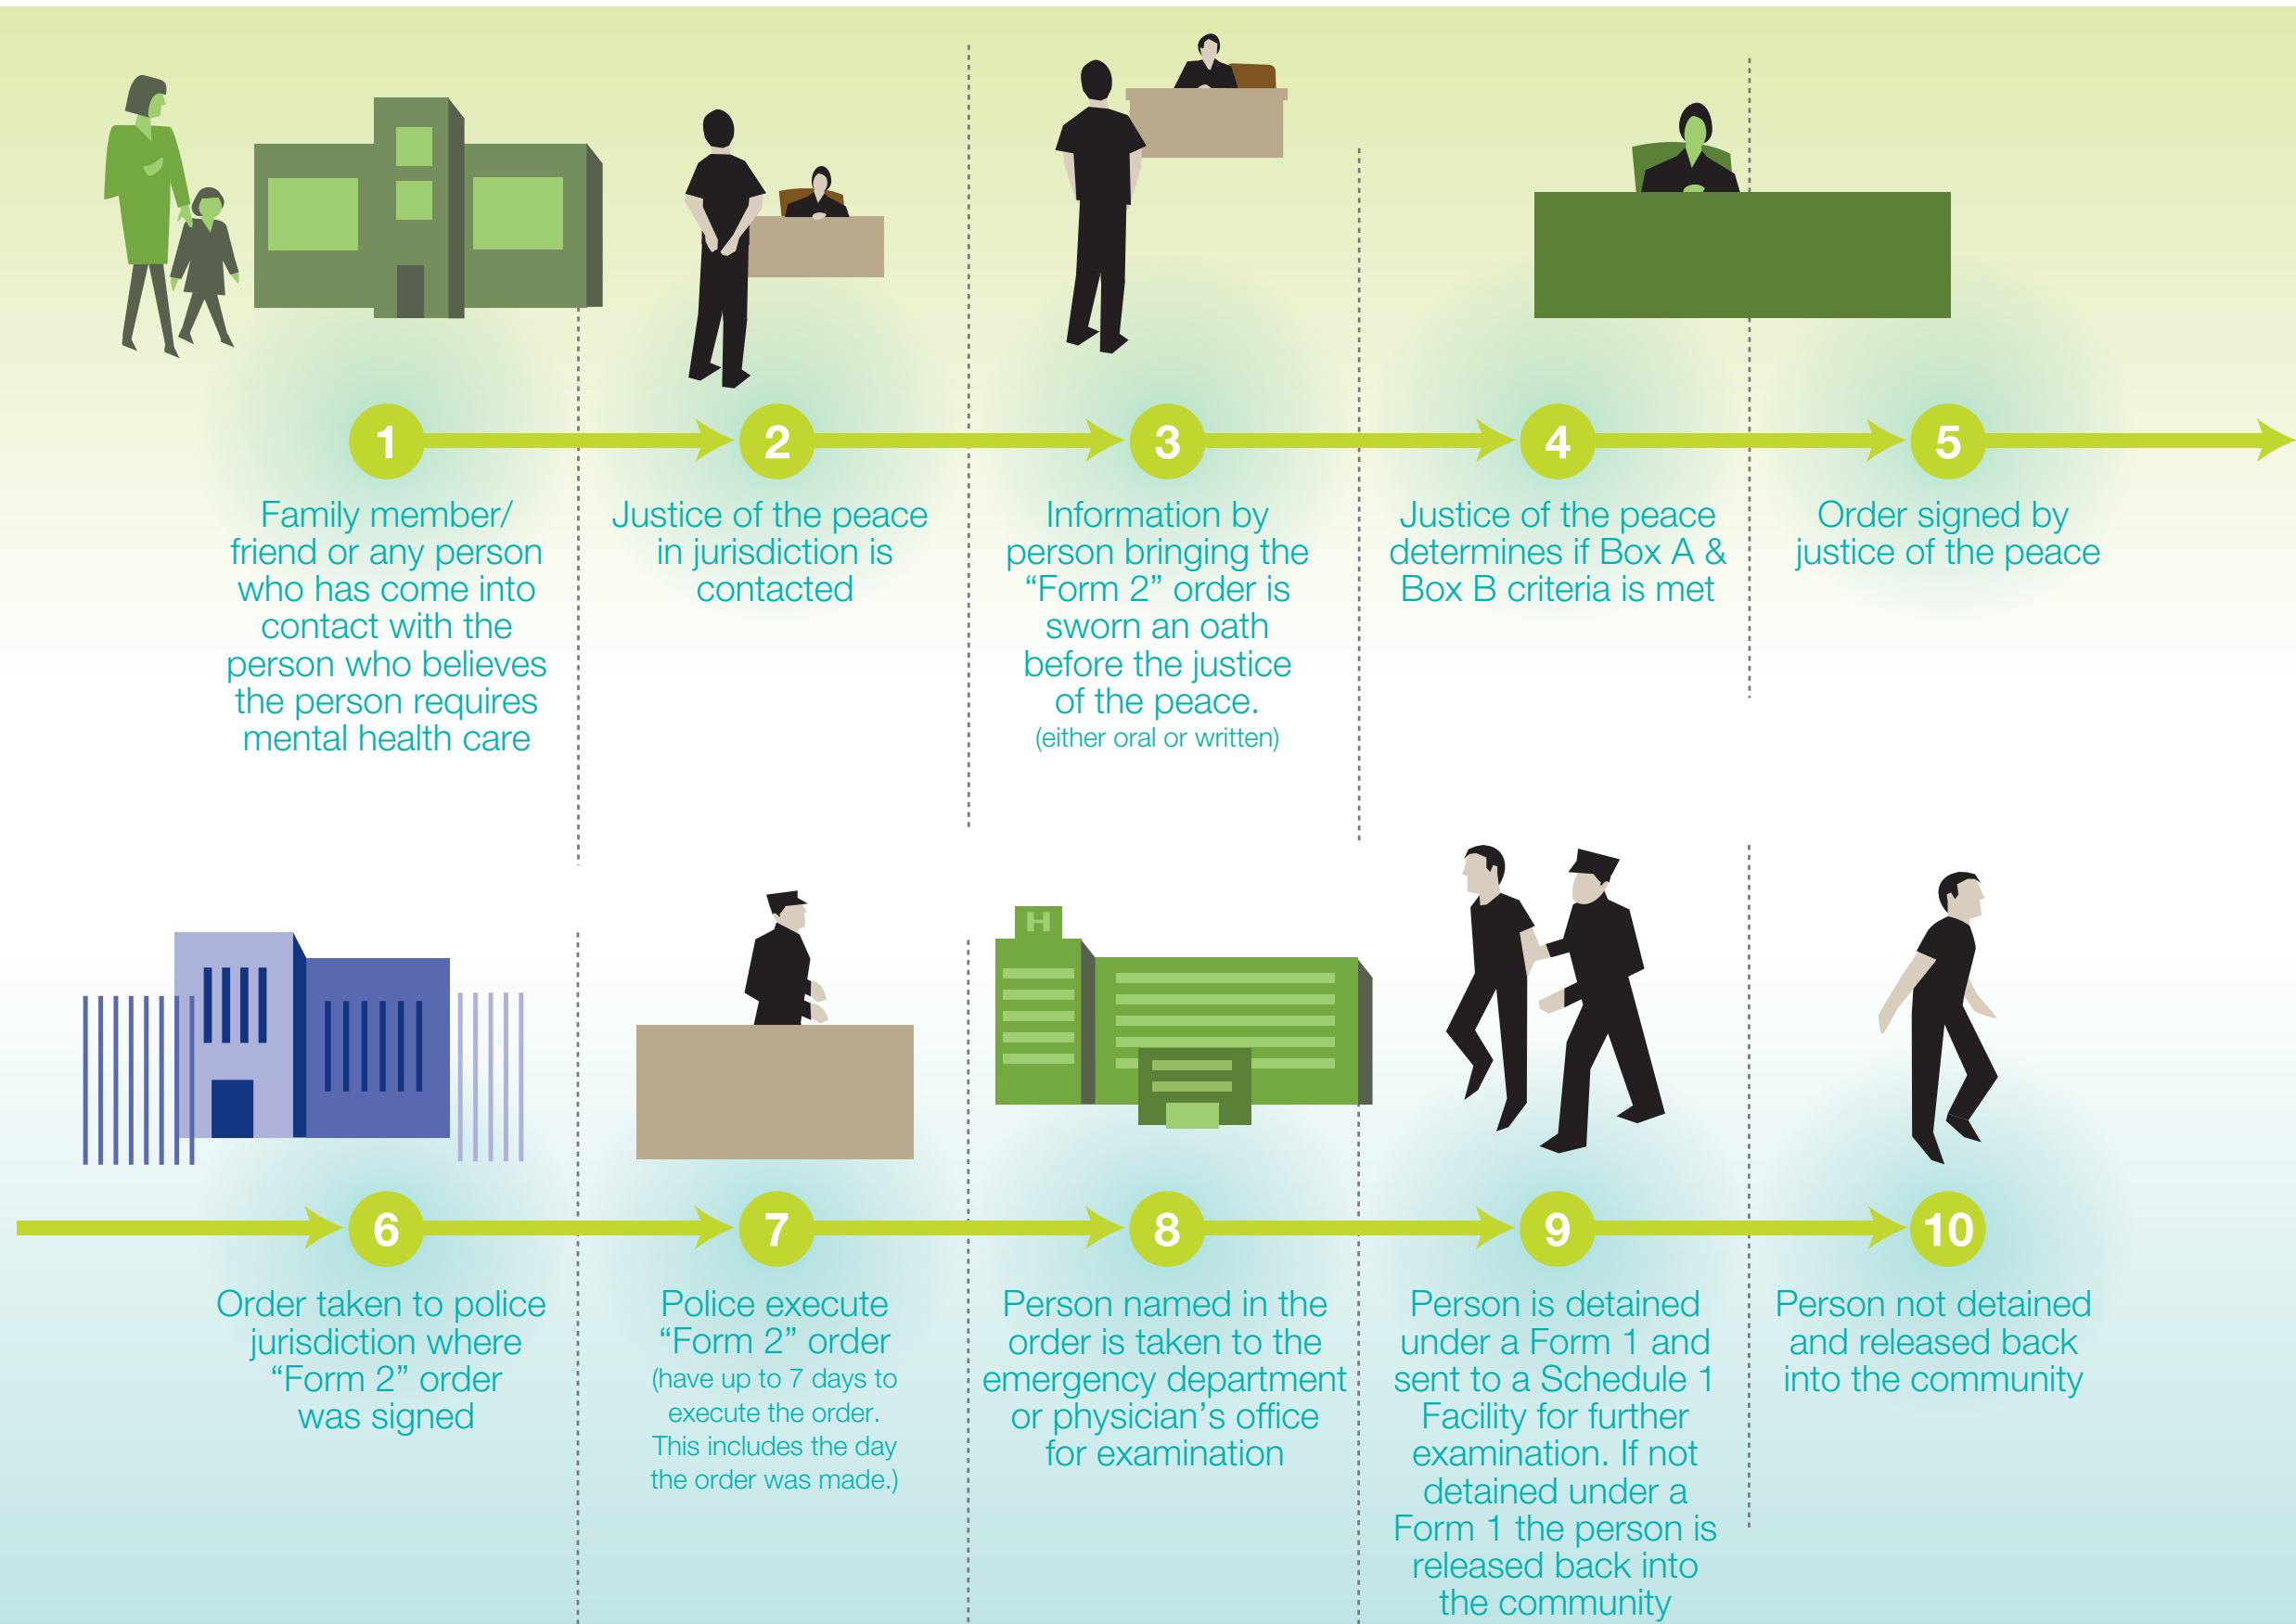 1
Family member/
friend or any person
who has come into
contact with the
person who believes
the person requires
mental health care
2
Justice of the peace
in jurisdiction is
contacted
3
Information by
person bringing the
“Form 2” order is
sworn an oath
before the justice
of the peace.
(either oral or written)
4
Justice of the peace
determines if Box A &
Box B criteria is met
5
Order signed by
justice of the peace
6
Order taken to police
jurisdiction where
“Form 2” order
was signed
7
Police execute
“Form 2” order
(have up to 7 days to
execute the order.
This includes the day
the order was made.)
H
8
Person named in the
order is taken to the
emergency department
or physician’s office
for examination
9
Person is detained
under a Form 1 and
sent to a Schedule 1
Facility for further
examination. If not
detained under a
Form 1 the person is
released back into
the community
10
Person not detained
and released back
into the community